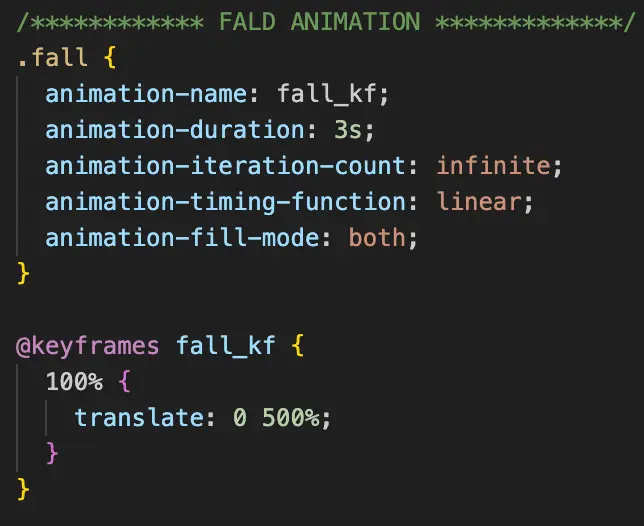 /************ FALD ANIMATION *************/
.fall {
  animation-name: fall_kf;
  animation-duration: 3s;
  animation-iteration-count: infinite;
  animation-timing-function: linear;
  animation-fill-mode: both;
}

@keyframes fall_kf {
  100% {
    translate: 0 500%;
  }
}